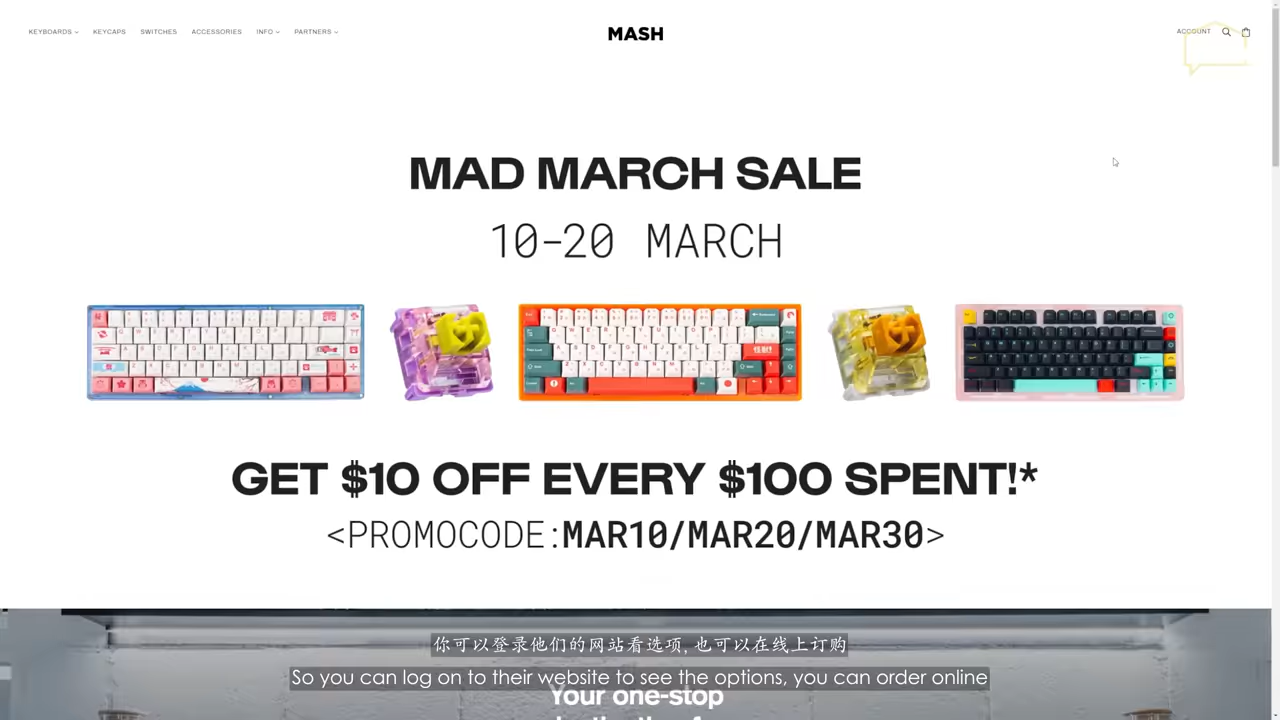 KEYBOARDS KEYCAPS SWITCHES ACCESSORIES INFO PARTNERS
MASH
ACCOUNT
MAD MARCH SALE
10-20 MARCH
GET $10 OFF EVERY $100 SPENT!*
<PROMOCODE:MAR10/MAR20/MAR30>
你可以登录他们的网站看选项, 也可以在线上订购
So you can log on to their website to see the options, you can order online
Your one-stop